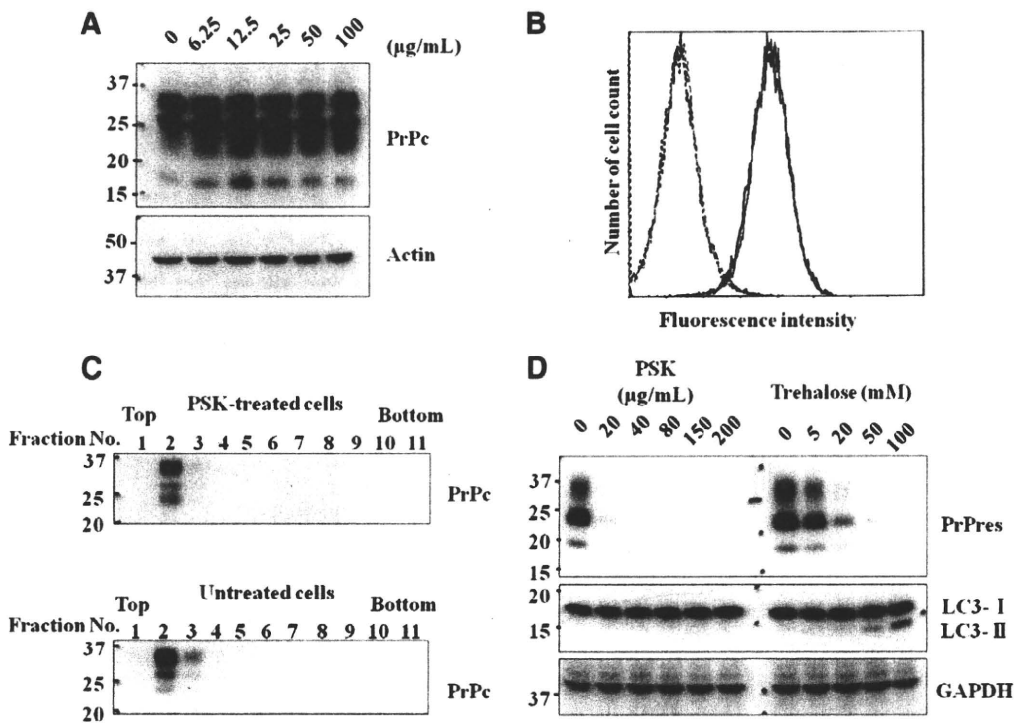 A
0 6.25 12.5 25 50 100 (μg/mL)
37
25
20
15
PrPc
50
37
Actin
B
Number of cell count
Fluorescence intensity
C
PSK-treated cells
Top Bottom
Fraction No. 1 2 3 4 5 6 7 8 9 10 11
37
25
20
PrPc
Untreated cells
Top Bottom
Fraction No. 1 2 3 4 5 6 7 8 9 10 11
37
25
20
PrPc
D
PSK
(μg/mL)
Trehalose (mM)
0 20 40 80 150 200 0 5 20 50 100
37
25
20
15
PrPres
20
15
LC3- I
LC3- II
37
GAPDH